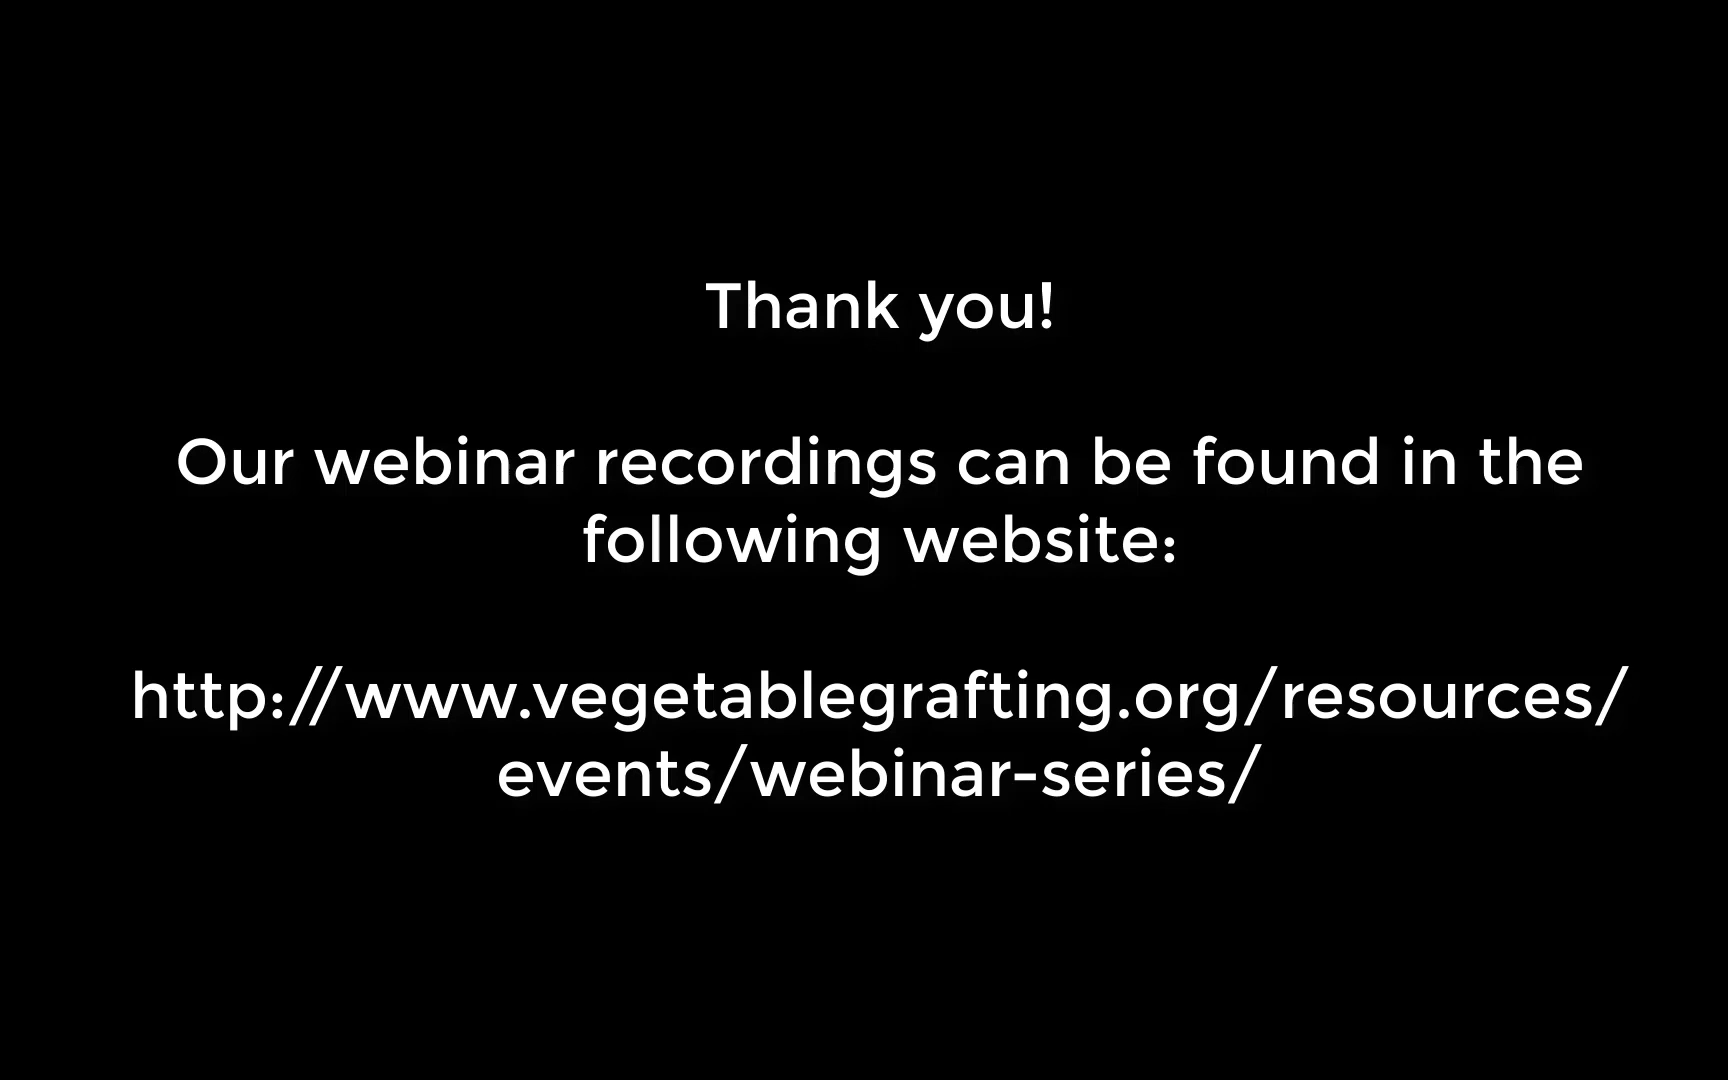 Thank you!
Our webinar recordings can be found in the
following website:
http://www.vegetablegrafting.org/resources/
events/webinar-series/